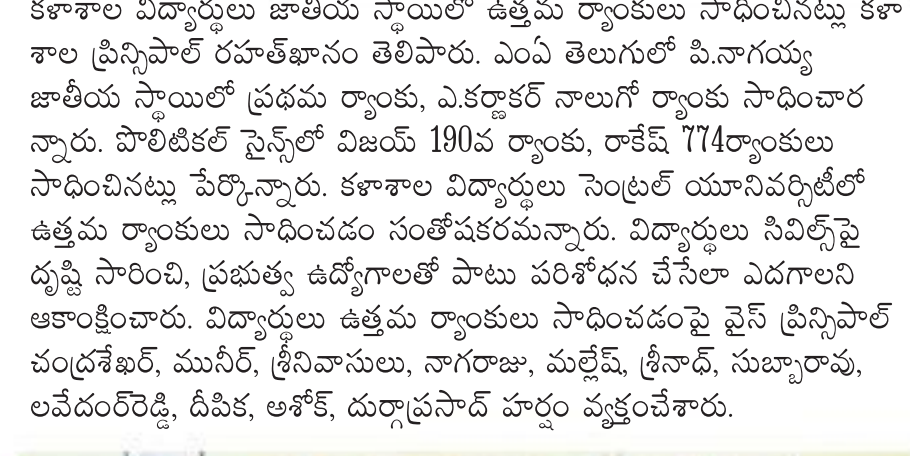 కళాశాల విద్యార్థులు జాతీయ స్థాయిలో ఉత్తమ ర్యాంకులు సాధించినట్లు కళా
శాల ప్రిన్సిపాల్ రహత్‌ఖానం తెలిపారు. ఎంఏ తెలుగులో పి.నాగయ్య
జాతీయ స్థాయిలో ప్రథమ ర్యాంకు, ఎ.కర్ణాకర్ నాలుగో ర్యాంకు సాధించార
న్నారు. పొలిటికల్ సైన్స్‌లో విజయ్ 190వ ర్యాంకు, రాకేష్ 774ర్యాంకులు
సాధించినట్లు పేర్కొన్నారు. కళాశాల విద్యార్థులు సెంట్రల్ యూనివర్సిటీలో
ఉత్తమ ర్యాంకులు సాధించడం సంతోషకరమన్నారు. విద్యార్థులు సివిల్స్‌పై
దృష్టి సారించి, ప్రభుత్వ ఉద్యోగాలతో పాటు పరిశోధన చేసేలా ఎదగాలని
ఆకాంక్షించారు. విద్యార్థులు ఉత్తమ ర్యాంకులు సాధించడంపై వైస్ ప్రిన్సిపాల్
చంద్రశేఖర్, మునీర్, శ్రీనివాసులు, నాగరాజు, మల్లేష్, శ్రీనాధ్, సుబ్బారావు,
లవేదంర్‌రెడ్డి, దీపిక, అశోక్, దుర్గాప్రసాద్ హర్షం వ్యక్తంచేశారు.